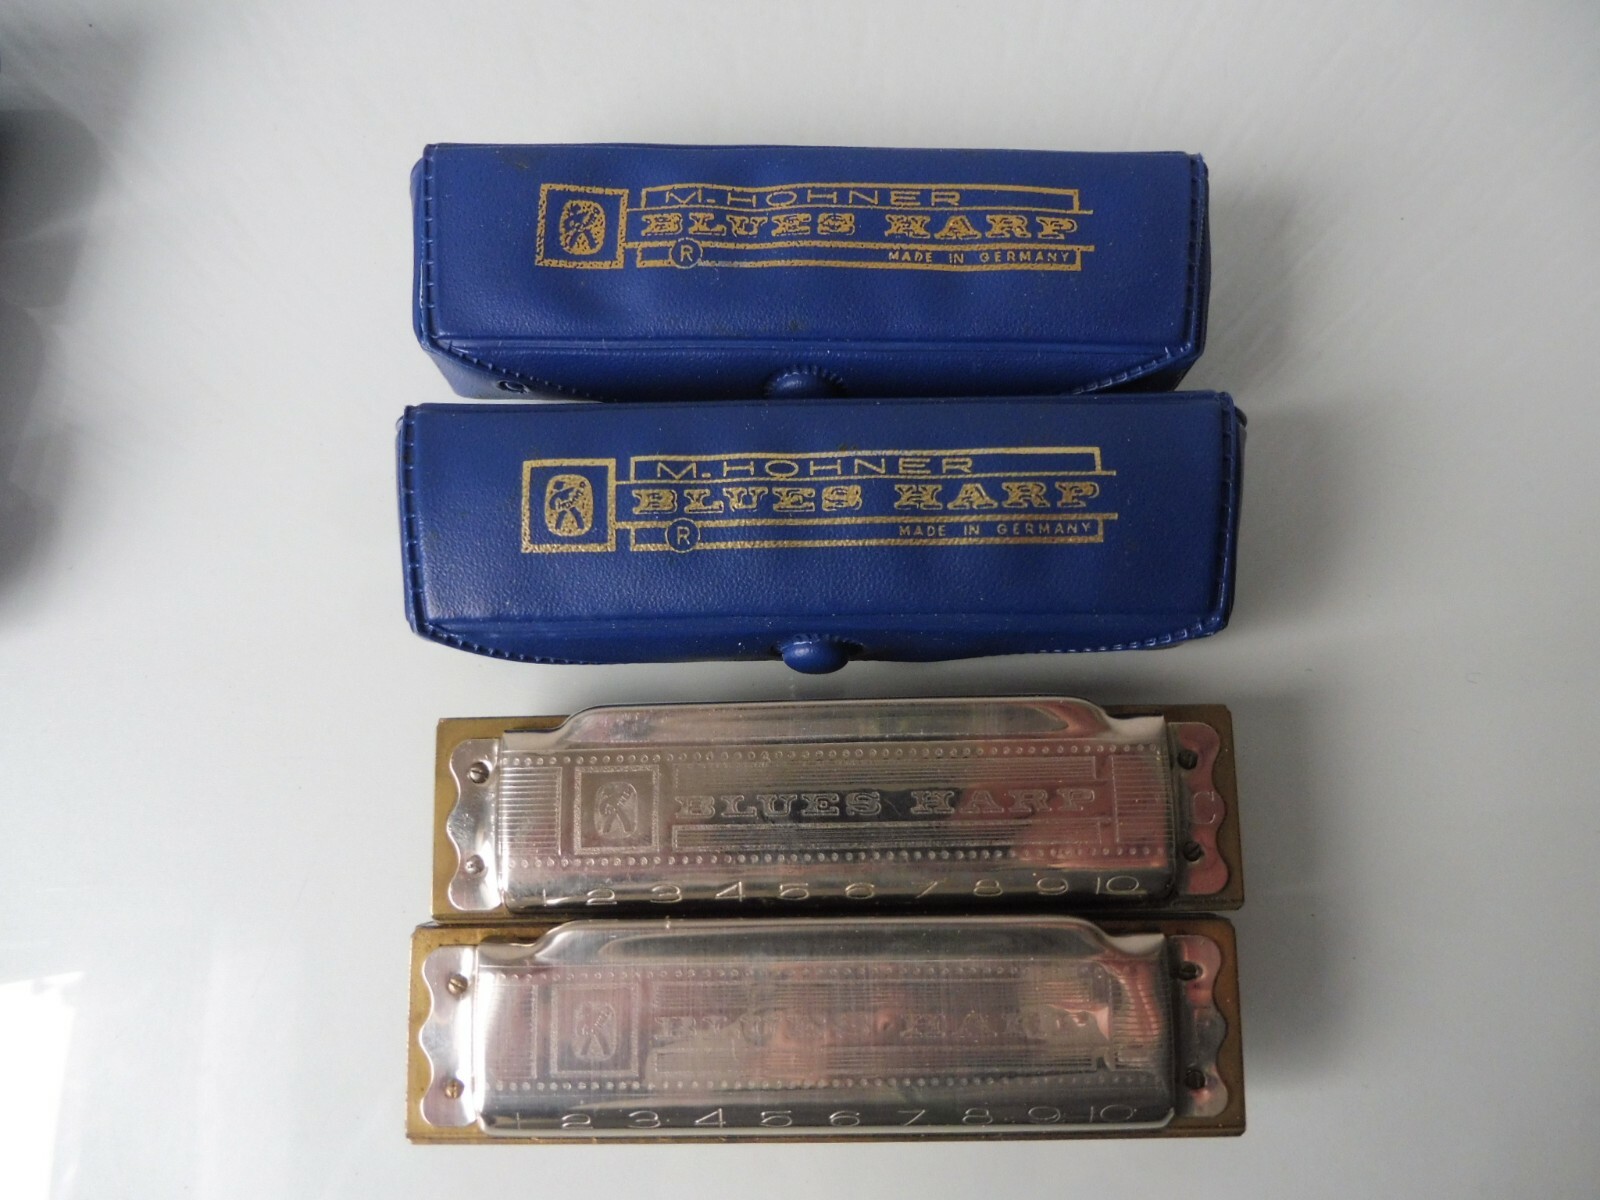 M. HOHNER
BLUES HARP
R MADE IN GERMANY
C
M. HOHNER
BLUES HARP
R MADE IN GERMANY
BLUES HARP
C
1 2 3 4 5 6 7 8 9 10
BLUES HARP
1 2 3 4 5 6 7 8 9 10